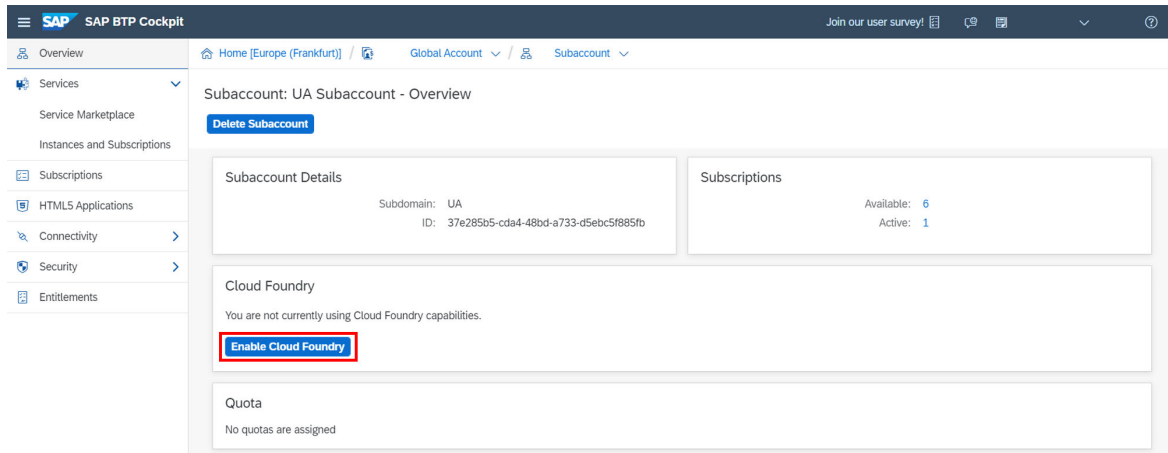 SAP SAP BTP Cockpit
Join our user survey!
Overview
Services
Service Marketplace
Instances and Subscriptions
Subscriptions
HTML5 Applications
Connectivity
Security
Entitlements
Home [Europe (Frankfurt)] / Global Account / Subaccount
Subaccount: UA Subaccount - Overview
Delete Subaccount
Subaccount Details
Subdomain: UA
ID: 37e285b5-cda4-48bd-a733-d5ebc5f885fb
Subscriptions
Available: 6
Active: 1
Cloud Foundry
You are not currently using Cloud Foundry capabilities.
Enable Cloud Foundry
Quota
No quotas are assigned